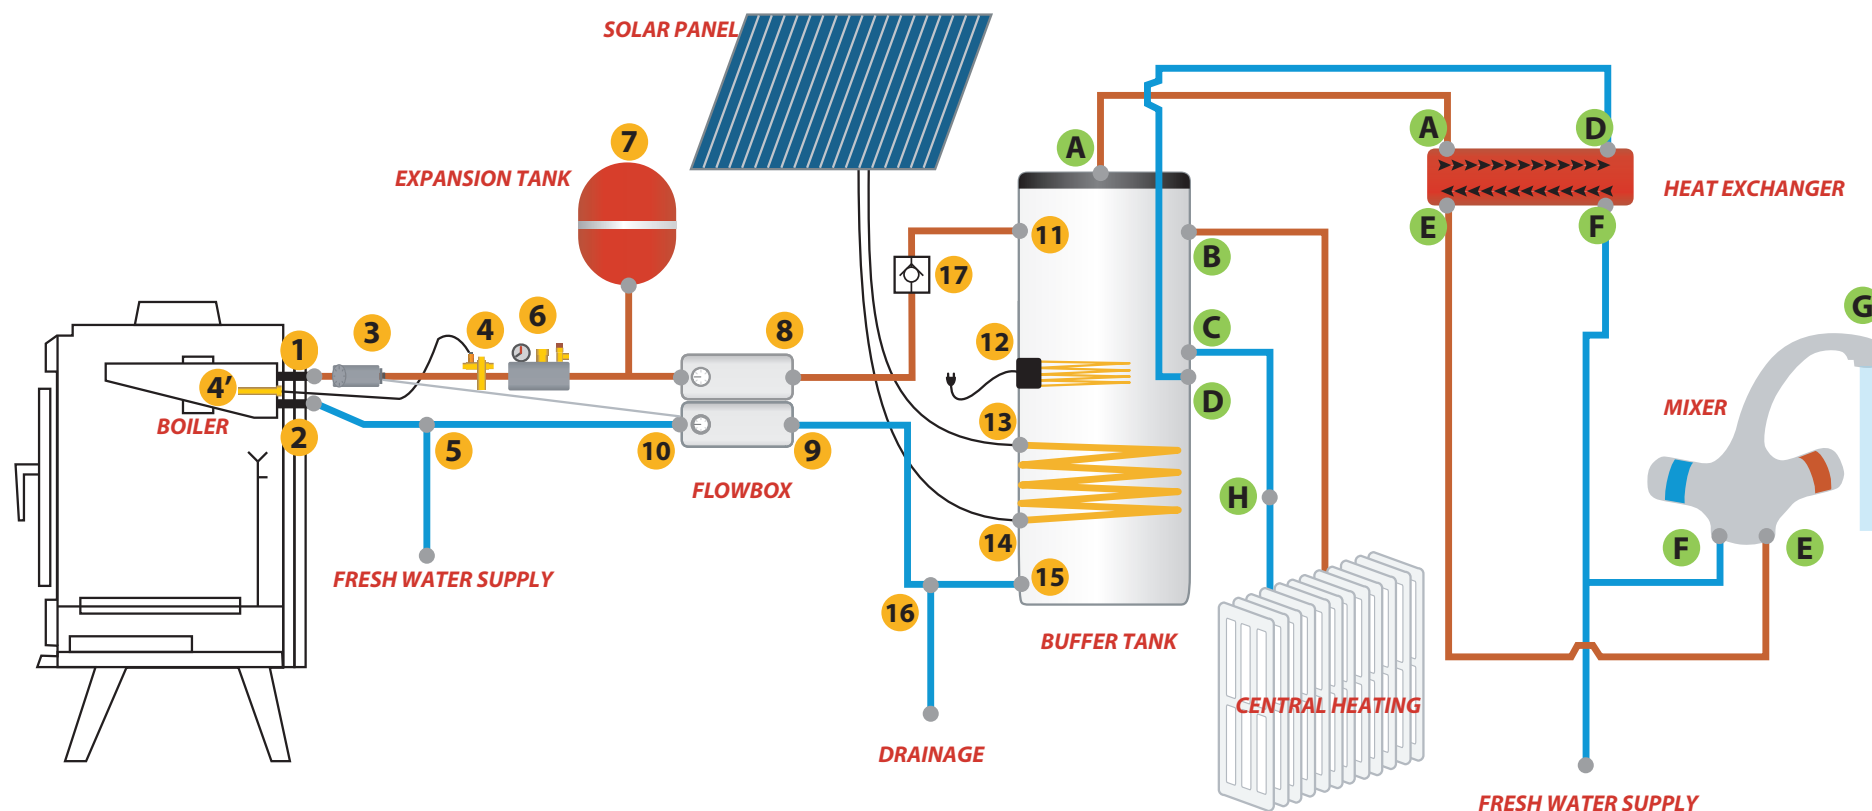 SOLAR PANEL
7
EXPANSION TANK
A
A
D
HEAT EXCHANGER
E
F
11
B
17
G
3
4
6
8
1
12
C
4’
D
MIXER
BOILER
2
5
10
9
13
FLOWBOX
H
14
F
E
FRESH WATER SUPPLY
15
16
BUFFER TANK
CENTRAL HEATING
DRAINAGE
FRESH WATER SUPPLY